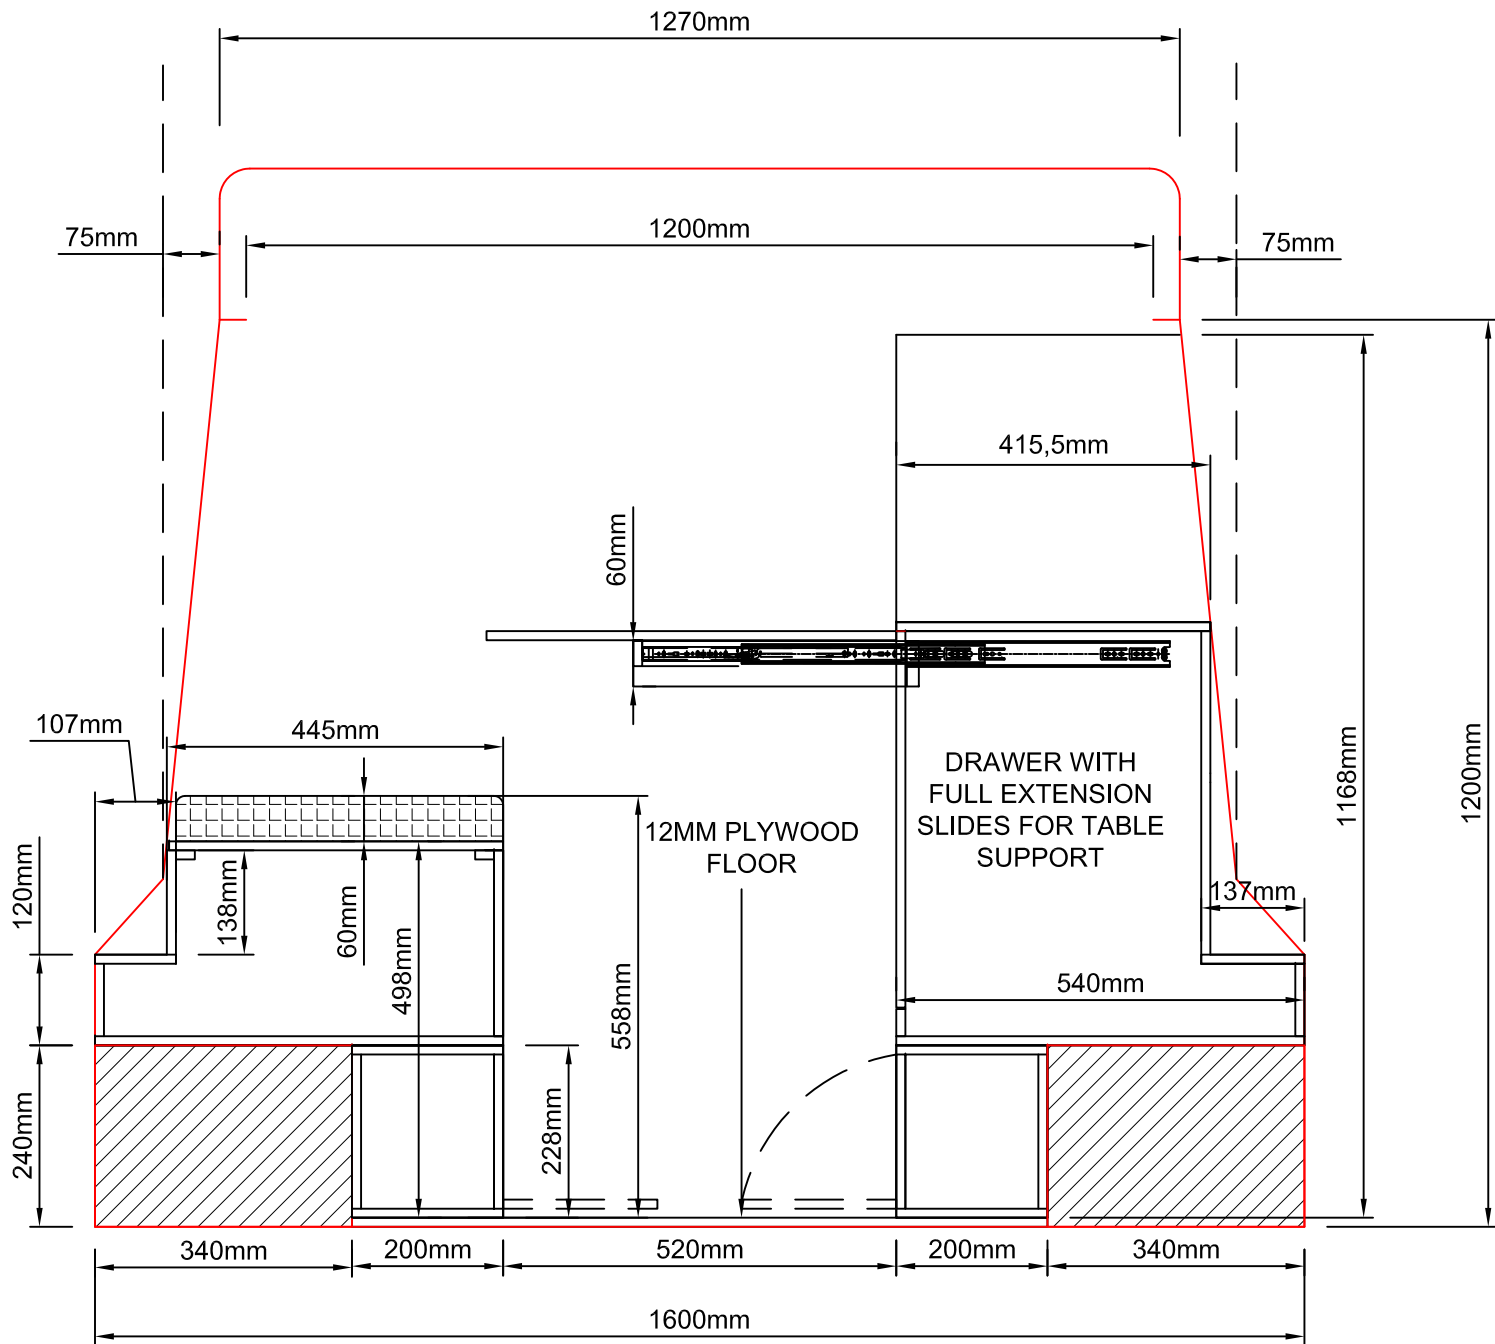 1270mm
1200mm
75mm
75mm
415,5mm
60mm
107mm
445mm
1168mm
1200mm
DRAWER WITH
FULL EXTENSION
SLIDES FOR TABLE
SUPPORT
12MM PLYWOOD
FLOOR
120mm
138mm
60mm
498mm
558mm
137mm
540mm
240mm
228mm
340mm
200mm
520mm
200mm
340mm
1600mm